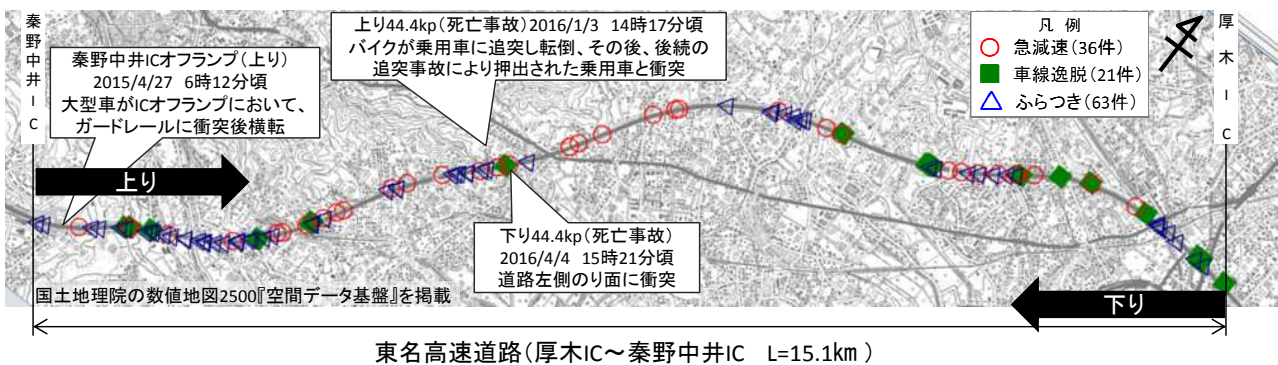 秦野中井IC
秦野中井ICオフランプ(上り)
2015/4/27 6時12分頃
大型車がICオフランプにおいて、
ガードレールに衝突後横転
上り44.4kp(死亡事故)2016/1/3 14時17分頃
バイクが乗用車に追突し転倒、その後、後続の
追突事故により押出された乗用車と衝突
凡 例
急減速(36件)
車線逸脱(21件)
ふらつき(63件)
厚木IC
上り
下り44.4kp(死亡事故)
2016/4/4 15時21分頃
道路左側のり面に衝突
国土地理院の数値地図2500『空間データ基盤』を掲載
下り
東名高速道路(厚木IC～秦野中井IC L=15.1㎞)